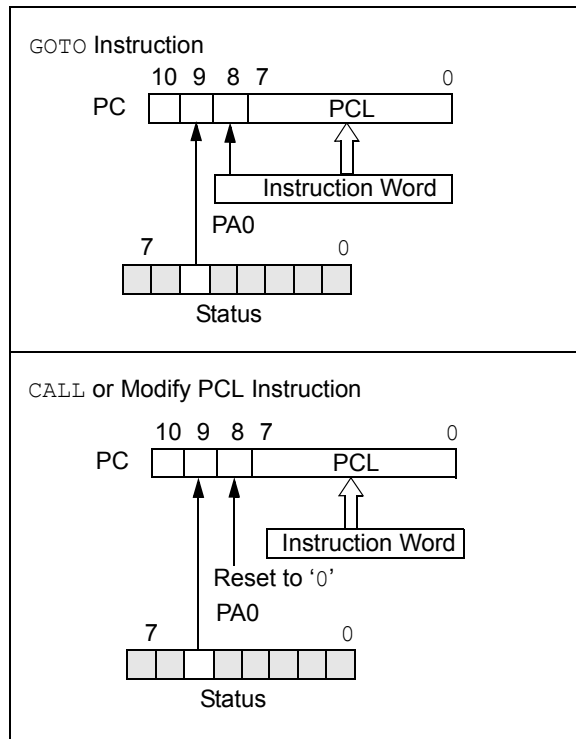 GOTO Instruction
10 9 8 7 0
PC PCL
Instruction Word
PA0
7 0
Status
CALL or Modify PCL Instruction
10 9 8 7 0
PC PCL
Instruction Word
Reset to ‘0’
PA0
7 0
Status